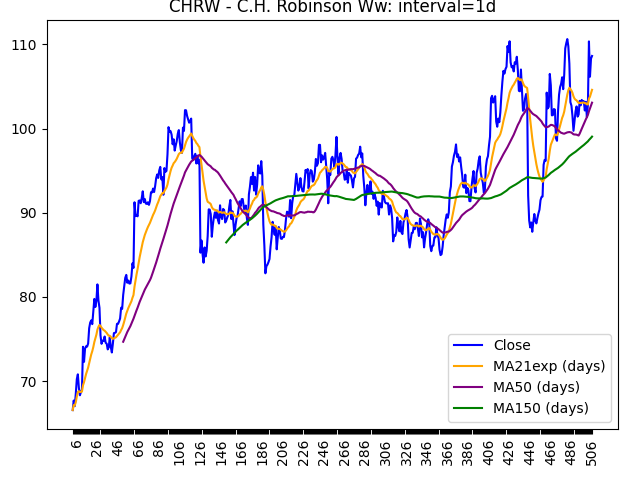 CHRW - C.H. Robinson Ww: interval=1d
110
100
90
80
70
Close
MA21exp (days)
MA50 (days)
MA150 (days)
6 26 46 66 86 106 126 146 166 186 206 226 246 266 286 306 326 346 366 386 406 426 446 466 486 506